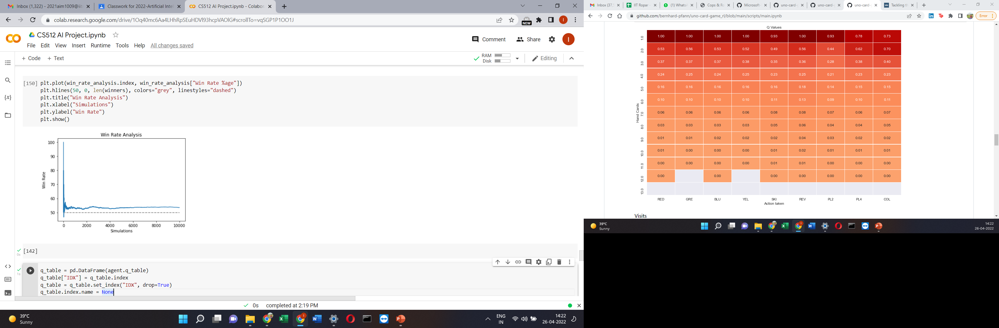 Inbox (1,322) - 2021aim1009@iit
Classwork for 2022-Artificial Intel
CS512 AI Project.ipynb - Colabor
colab.research.google.com/drive/1Oq40mc6Aa4LHhRpSEuHDVl93hcpVAOlG#scrollTo=vqSGP1P1OO1J
NEW
I
CS512 AI Project.ipynb
Comment
Share
I
File Edit View Insert Runtime Tools Help All changes saved
+ Code + Text
RAM
Disk
Editing
[150] plt.plot(win_rate_analysis.index, win_rate_analysis["Win Rate %age"])
plt.hlines(50, 0, len(winners), colors="grey", linestyles="dashed")
plt.title("Win Rate Analysis")
plt.xlabel("Simulations")
plt.ylabel("Win Rate")
plt.show()
Win Rate Analysis
100
90
80
70
60
50
Win Rate
0 2000 4000 6000 8000 10000
Simulations
0s
[142]
1s
q_table = pd.DataFrame(agent.q_table)
q_table["IDX"] = q_table.index
q_table = q_table.set_index("IDX", drop=True)
q_table.index.name = None
0s completed at 2:19 PM
39°C
Sunny
ENG
IN
14:22
26-04-2022
Inbox (37,
IIT Ropar -
(1) WhatsA
Cops & Ro
Microsoft-
uno-card-
uno-card-
uno-card-
Tackling th
github.com/bernhard-pfann/uno-card-game_rl/blob/main/scripts/main.ipynb
Error
Q Values
1.0 1.00 1.00 1.00 1.00 0.93 1.00 0.93 0.78 0.73
2.0 0.53 0.56 0.53 0.52 0.49 0.56 0.44 0.62 0.70
3.0 0.37 0.37 0.37 0.38 0.35 0.36 0.28 0.38 0.40
4.0 0.24 0.25 0.24 0.25 0.23 0.25 0.21 0.23 0.23
5.0 0.16 0.16 0.16 0.16 0.16 0.18 0.14 0.15 0.15
6.0 0.10 0.10 0.10 0.10 0.11 0.13 0.09 0.10 0.11
7.0 0.06 0.06 0.06 0.06 0.08 0.08 0.07 0.06 0.07
8.0 0.03 0.03 0.03 0.03 0.05 0.06 0.04 0.04 0.05
9.0 0.01 0.01 0.02 0.02 0.02 0.04 0.03 0.02 0.02
10.0 0.01 0.00 0.00 0.00 0.01 0.02 0.01 0.01 0.01
11.0 0.00 0.00 0.00 0.00 0.01 0.01 0.00 0.00 0.00
12.0 0.00 0.00 0.00 0.00 0.00 0.00 0.00
13.0
Hand Cards
RED GRE BLU YEL SKI REV PL2 PL4 COL
Action taken
Visits
39°C
Sunny
14:22
26-04-2022